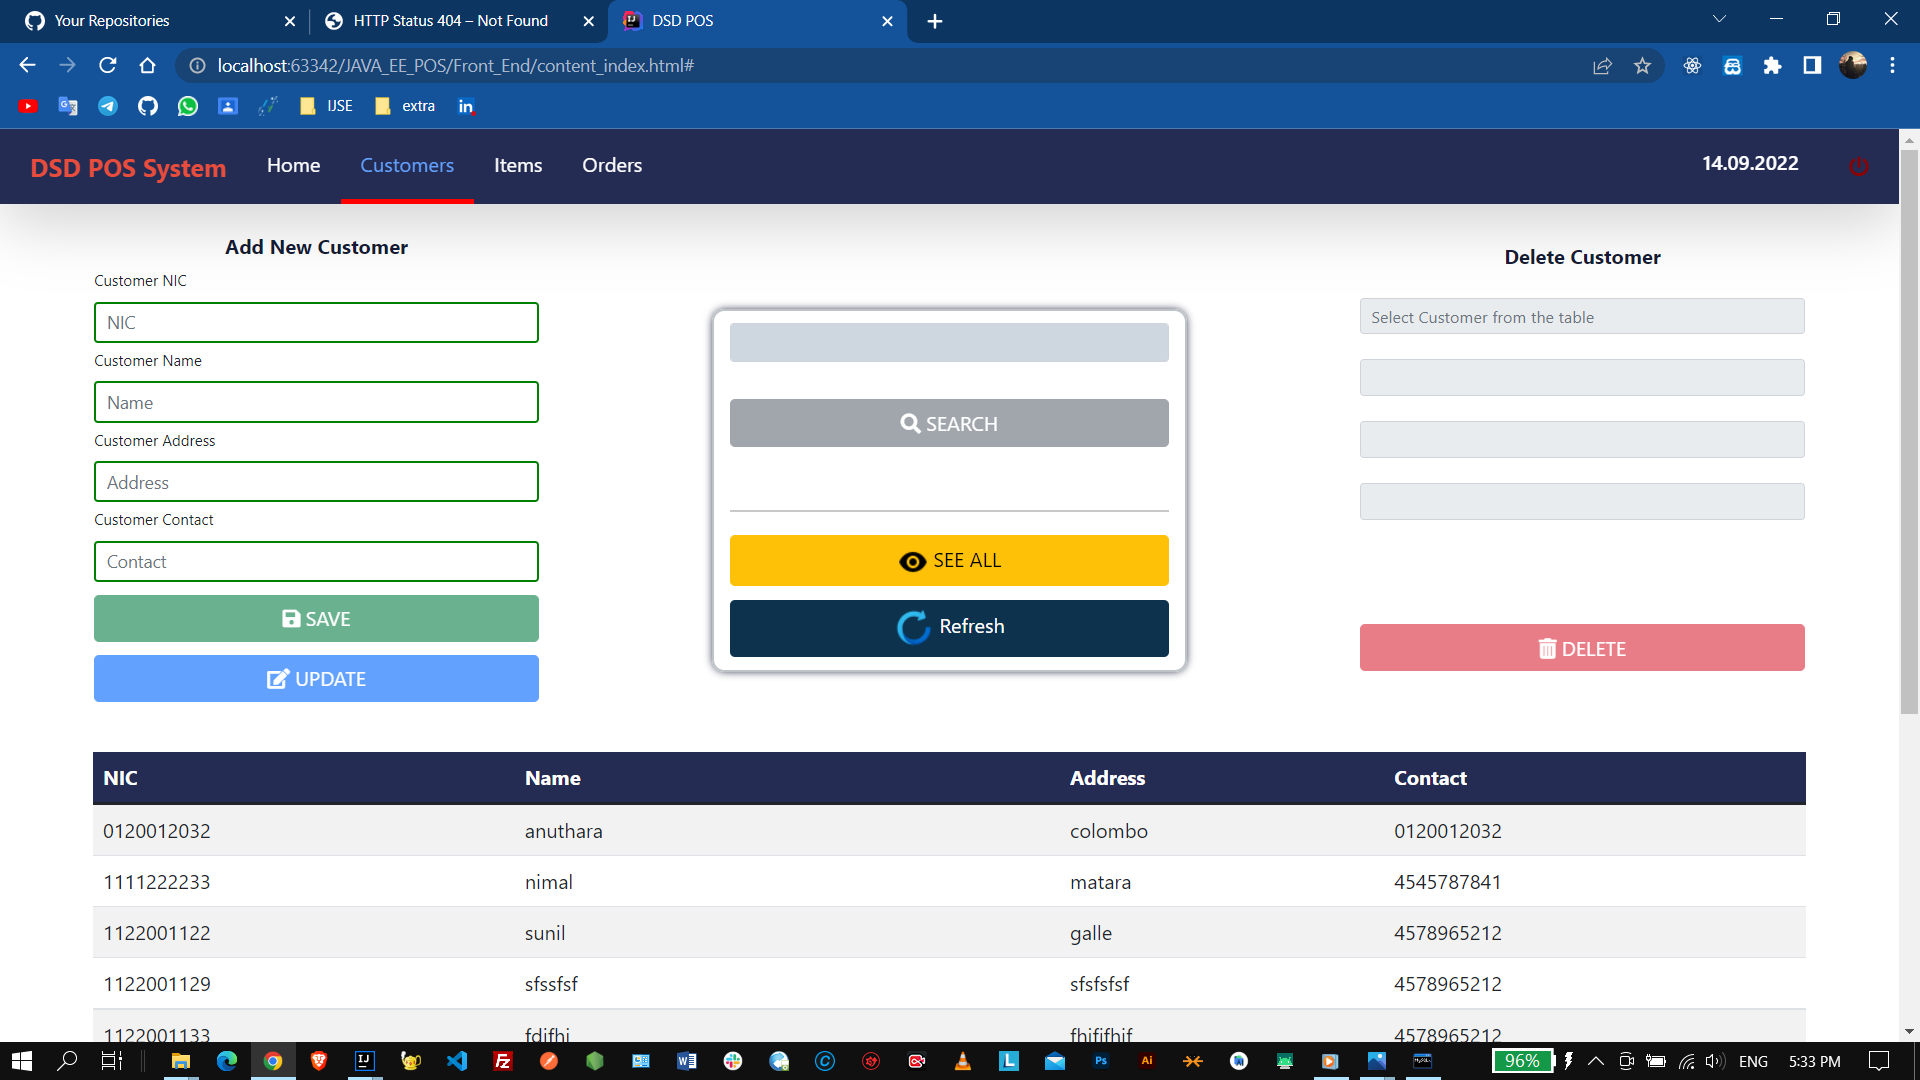 Your Repositories
HTTP Status 404 – Not Found
DSD POS
localhost:63342/JAVA_EE_POS/Front_End/content_index.html#
IJSE
extra
DSD POS System
Home
Customers
Items
Orders
14.09.2022
Add New Customer
Customer NIC
NIC
Customer Name
Name
Customer Address
Address
Customer Contact
Contact
SAVE
UPDATE
SEARCH
SEE ALL
Refresh
Delete Customer
Select Customer from the table
DELETE
NIC Name Address Contact
0120012032 anuthara colombo 0120012032
1111222233 nimal matara 4545787841
1122001122 sunil galle 4578965212
1122001129 sfssfsf sfsfsfsf 4578965212
1122001133 4578965212
96%
ENG
5:33 PM